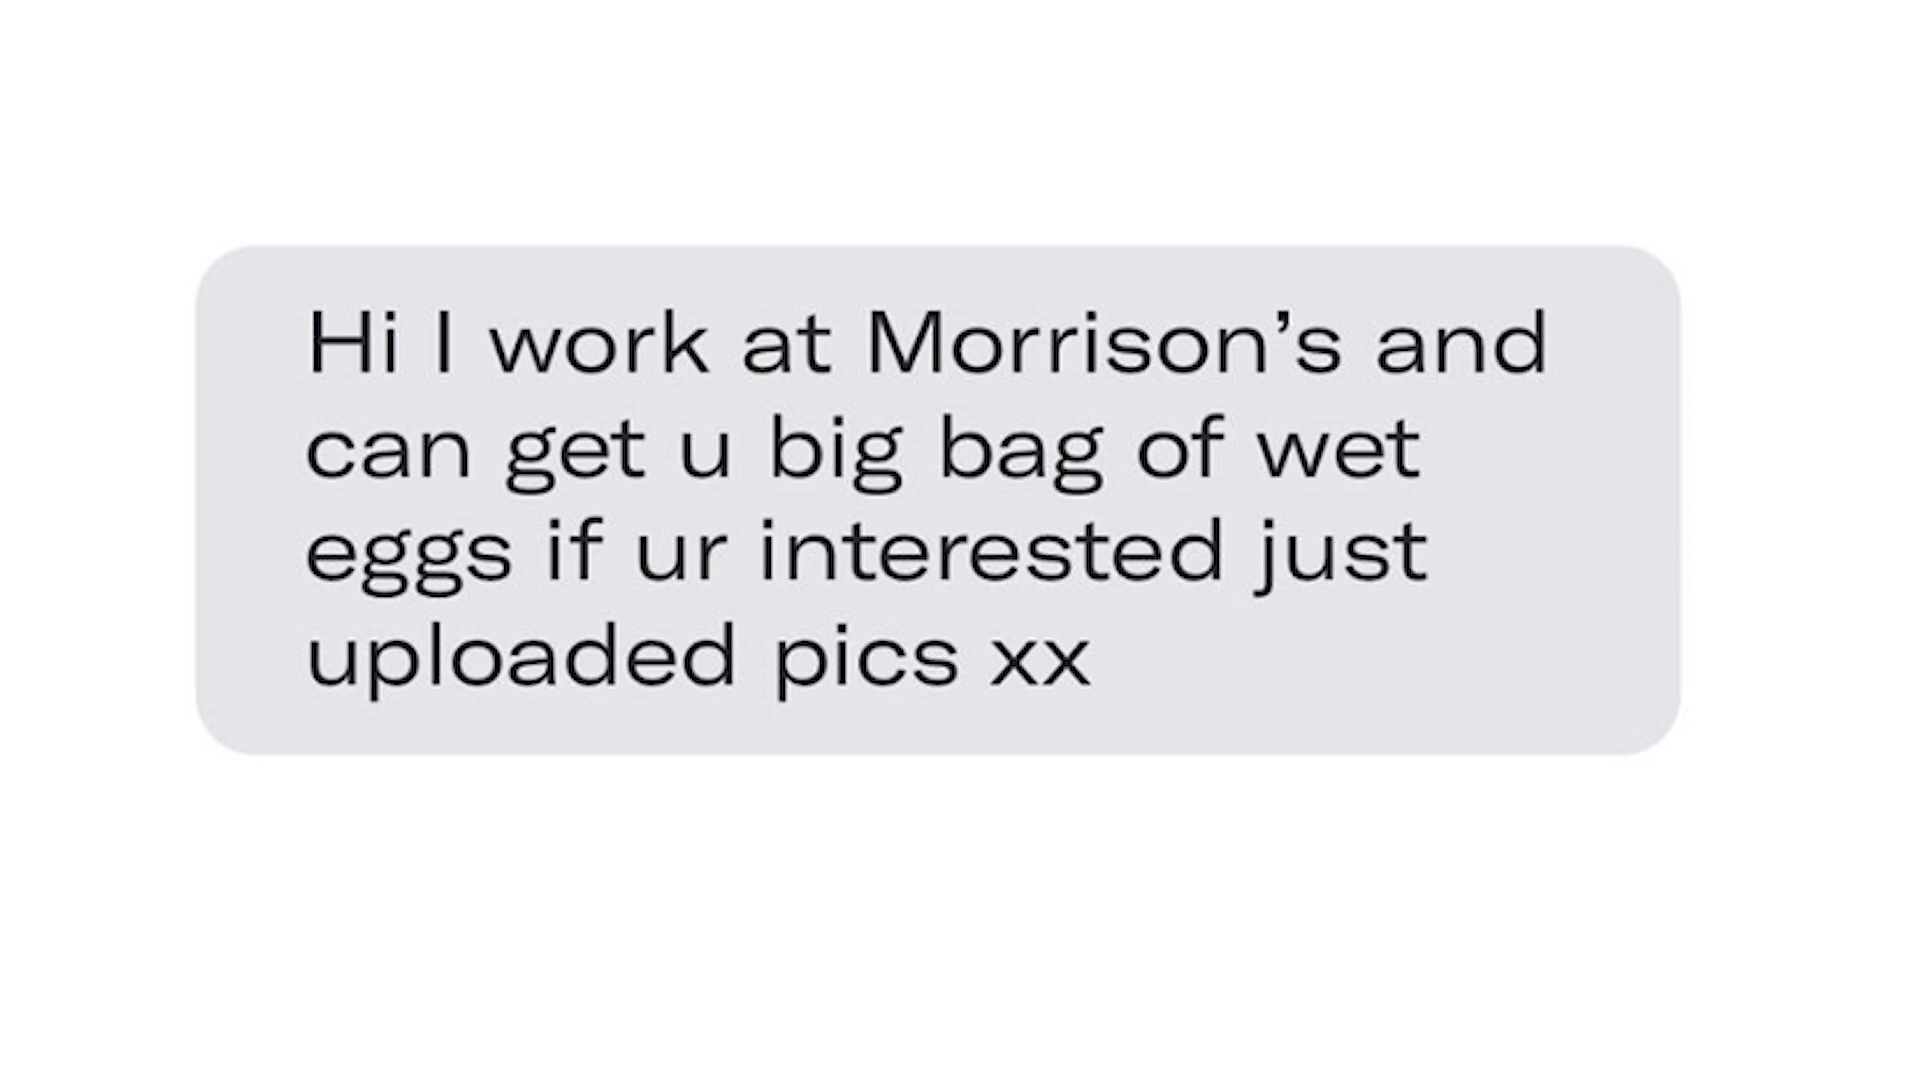 Hi I work at Morrison’s and
can get u big bag of wet
eggs if ur interested just
uploaded pics xx